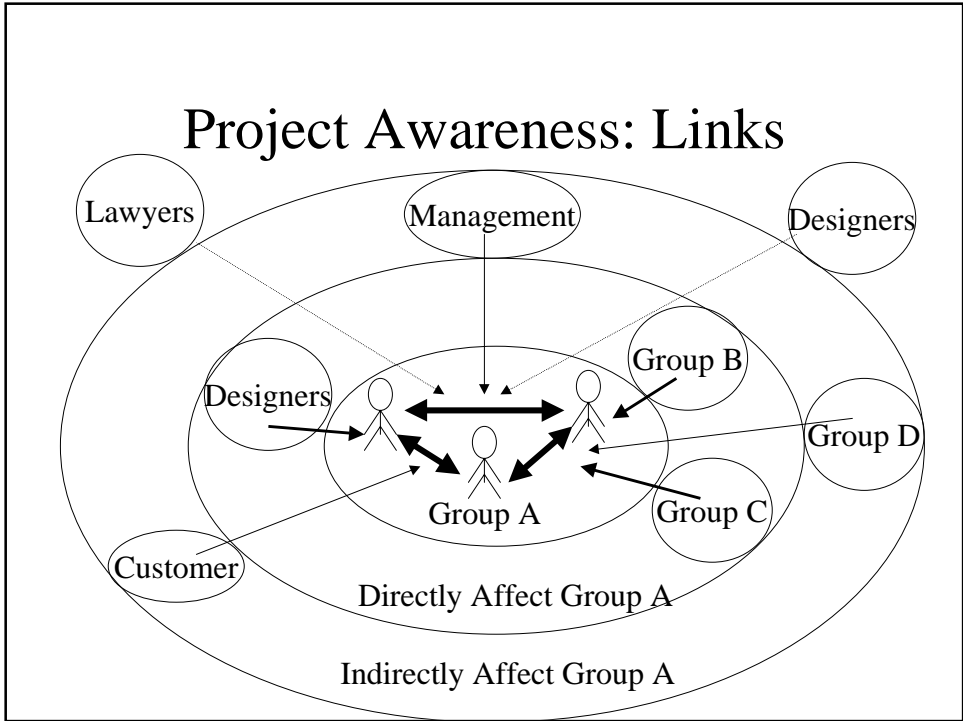 Project Awareness: Links
Lawyers
Management
Designers
Designers
Group B
Group D
Group A
Group C
Customer
Directly Affect Group A
Indirectly Affect Group A